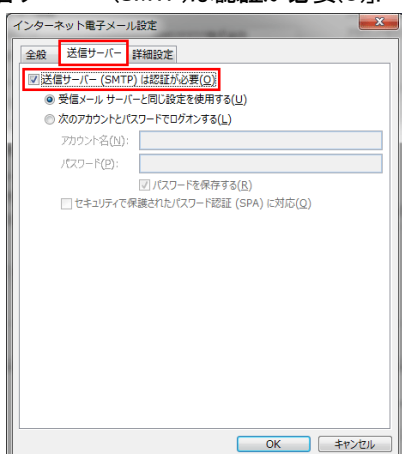 インターネット電子メール設定
全般 送信サーバー 詳細設定
送信サーバー (SMTP) は認証が必要(O)
受信メール サーバーと同じ設定を使用する(U)
次のアカウントとパスワードでログオンする(L)
アカウント名(N):
パスワード(P):
パスワードを保存する(R)
セキュリティで保護されたパスワード認証 (SPA) に対応(Q)
OK キャンセル